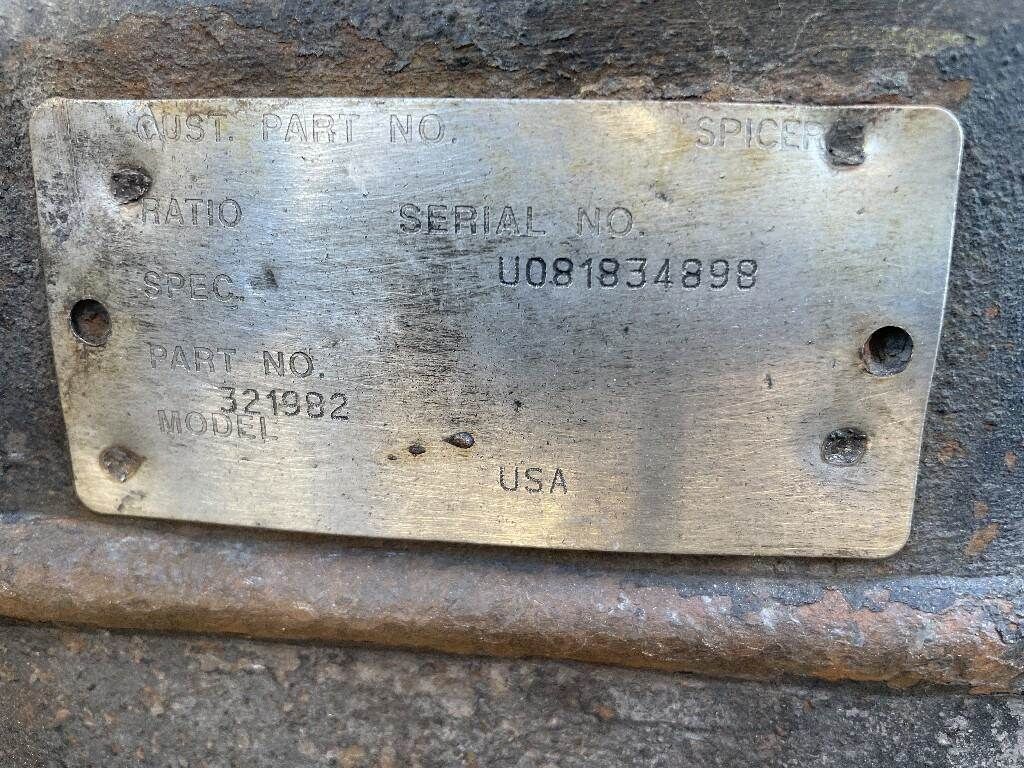 CUST. PART NO. SPICER
RATIO SERIAL NO.
SPEC. U081834898
PART NO.
321982
MODEL
USA